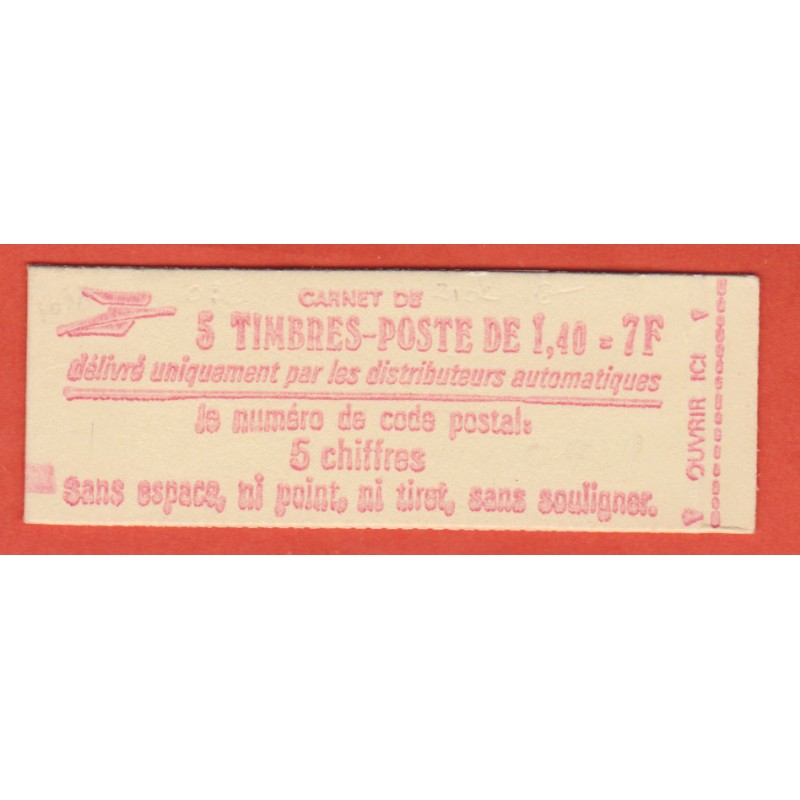 CARNET DE
5 TIMBRES-POSTE DE 1,40 = 7F
délivré uniquement par les distributeurs automatiques
le numéro de code postal:
5 chiffres
Sans espace, ni point, ni tiret, sans souligner.
OUVRIR ICI